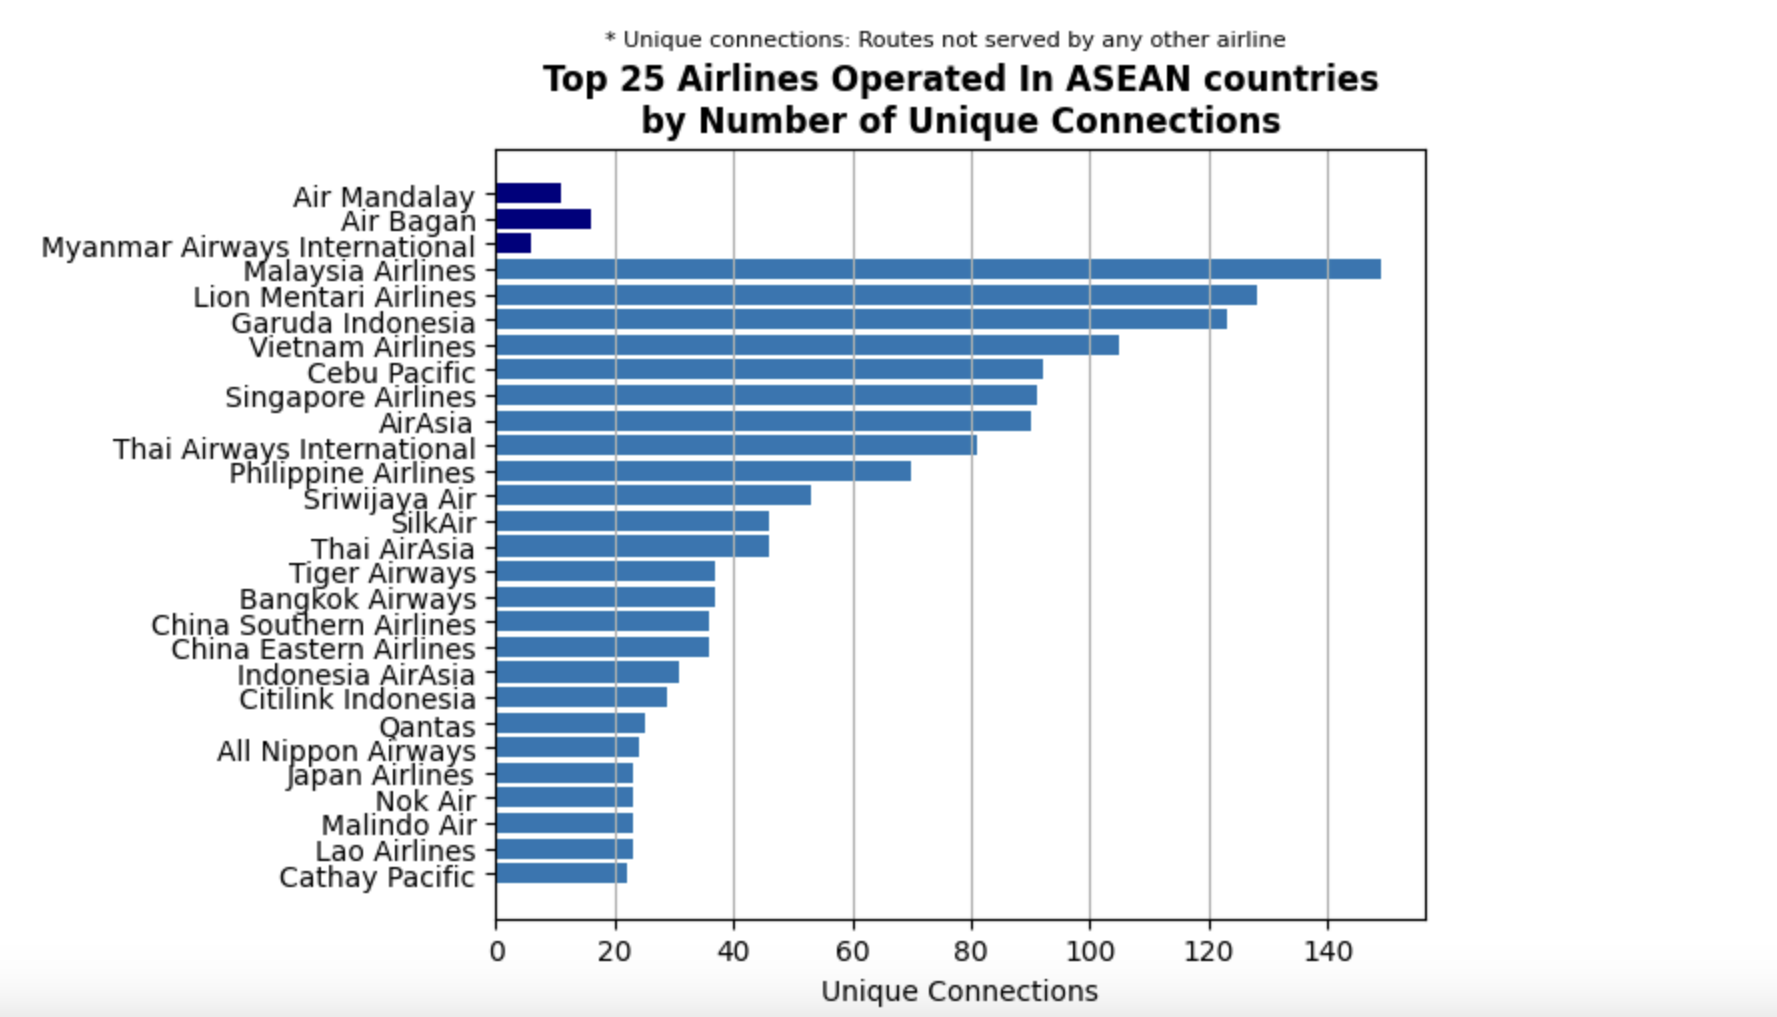 * Unique connections: Routes not served by any other airline
Top 25 Airlines Operated In ASEAN countries
by Number of Unique Connections
Air Mandalay
Air Bagan
Myanmar Airways International
Malaysia Airlines
Lion Mentari Airlines
Garuda Indonesia
Vietnam Airlines
Cebu Pacific
Singapore Airlines
AirAsia
Thai Airways International
Philippine Airlines
Sriwijaya Air
SilkAir
Thai AirAsia
Tiger Airways
Bangkok Airways
China Southern Airlines
China Eastern Airlines
Indonesia AirAsia
Citilink Indonesia
Qantas
All Nippon Airways
Japan Airlines
Nok Air
Malindo Air
Lao Airlines
Cathay Pacific
0 20 40 60 80 100 120 140
Unique Connections